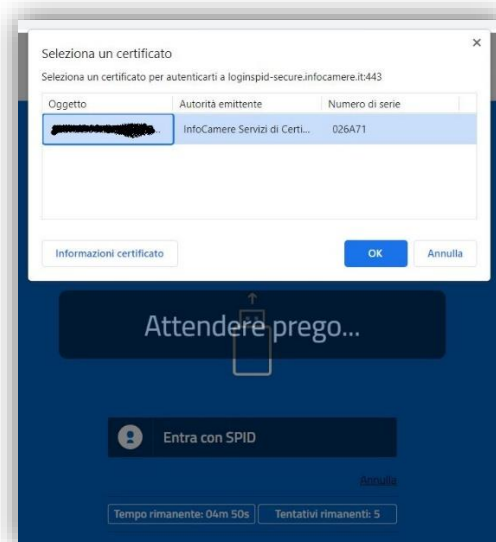 Seleziona un certificato
Seleziona un certificato per autenticarti a loginspid-secure.infocamere.it:443
Oggetto Autorità emittente Numero di serie
... InfoCamere Servizi di Certi... 026A71
Informazioni certificato OK Annulla
Attendere prego...
Entra con SPID
Annulla
Tempo rimanente: 04m 50s Tentativi rimanenti: 5